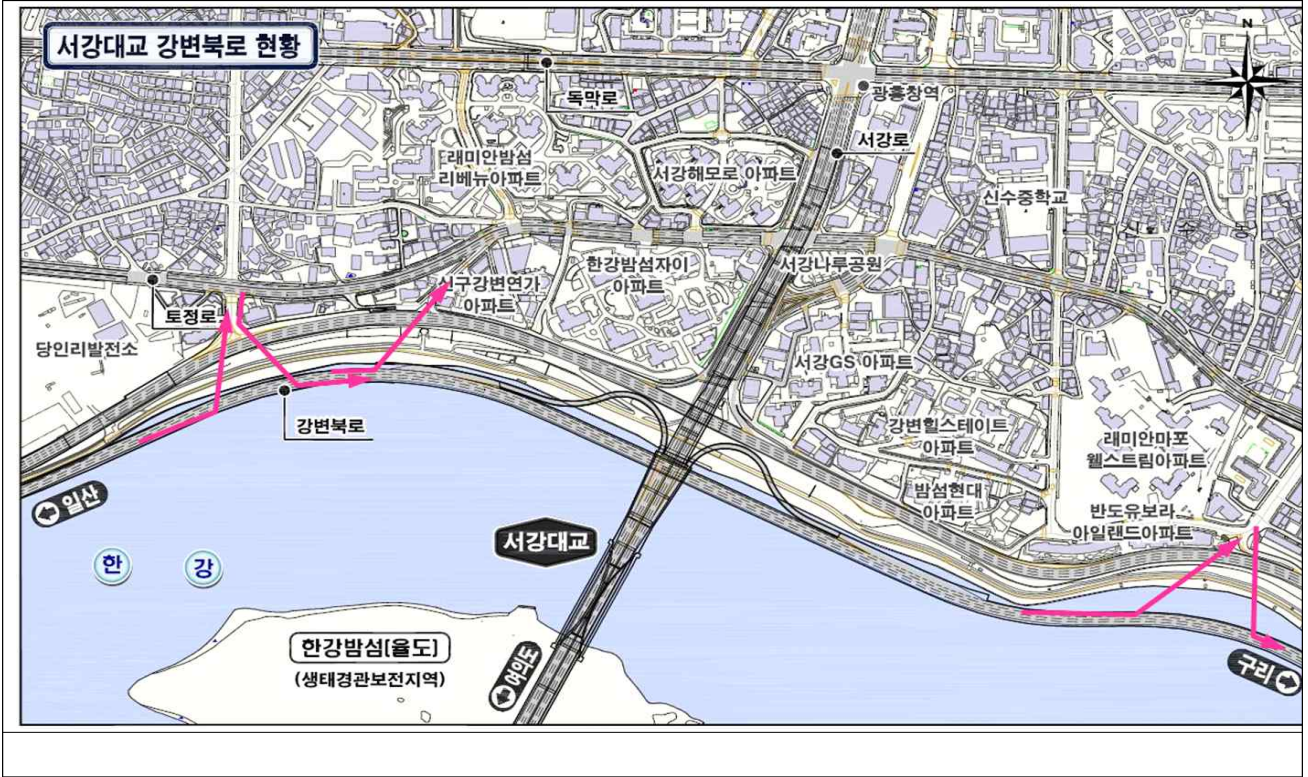 서강대교 강변북로 현황
N
독막로
광흥창역
서강로
래미안밤섬
리베뉴아파트
서강해모로 아파트
신수중학교
신 수 동
한강밤섬자이
아파트
서강나루공원
신구강변연가
아파트
토정로
당인리발전소
서강GS 아파트
강변북로
강변힐스테이트
아파트
래미안마포
웰스트림아파트
밤섬현대
아파트
반도유보라
아일랜드아파트
일산
서강대교
한 강
한강밤섬(율도)
(생태경관보전지역)
여의도
구리